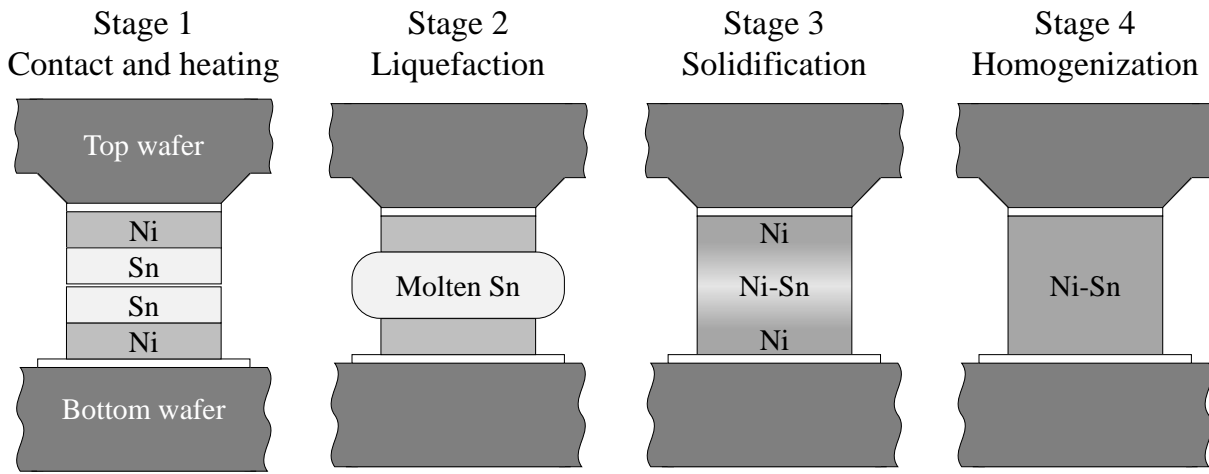 Stage 1
Contact and heating
Stage 2
Liquefaction
Stage 3
Solidification
Stage 4
Homogenization
Top wafer
Ni
Sn
Sn
Ni
Bottom wafer
Molten Sn
Ni
Ni-Sn
Ni
Ni-Sn